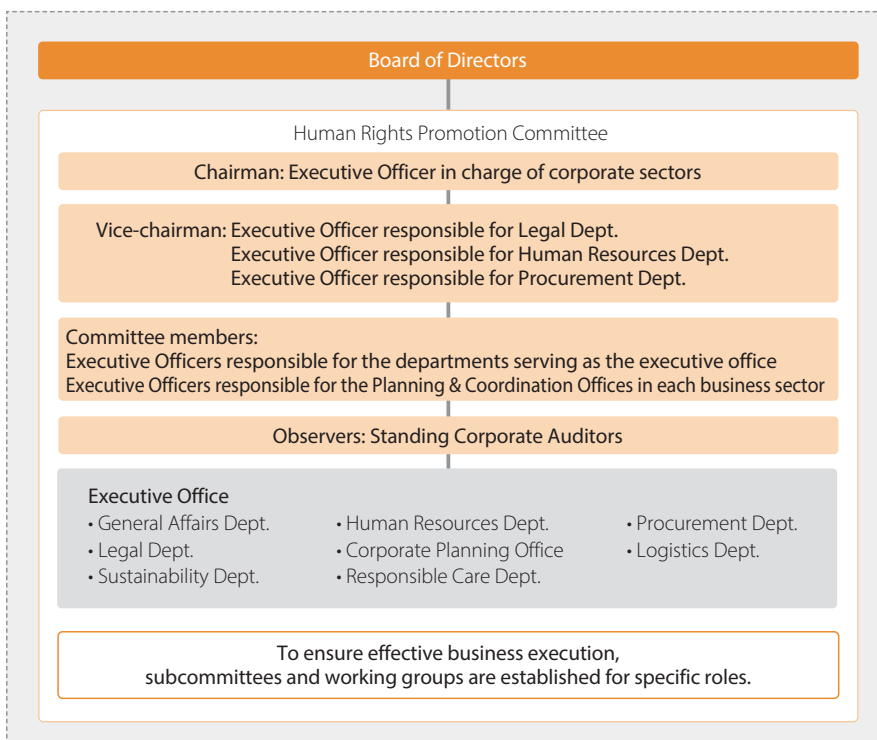 Board of Directors
Human Rights Promotion Committee
Chairman: Executive Officer in charge of corporate sectors
Vice-chairman: Executive Officer responsible for Legal Dept.
Executive Officer responsible for Human Resources Dept.
Executive Officer responsible for Procurement Dept.
Committee members:
Executive Officers responsible for the departments serving as the executive office
Executive Officers responsible for the Planning & Coordination Offices in each business sector
Observers: Standing Corporate Auditors
Executive Office
• General Affairs Dept.
• Legal Dept.
• Sustainability Dept.
• Human Resources Dept.
• Corporate Planning Office
• Responsible Care Dept.
• Procurement Dept.
• Logistics Dept.
To ensure effective business execution,
subcommittees and working groups are established for specific roles.